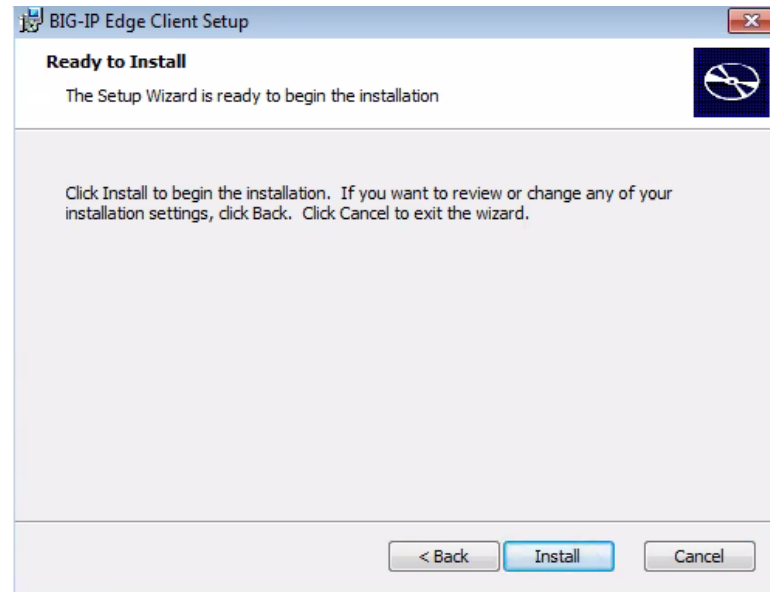 BIG-IP Edge Client Setup
Ready to Install
The Setup Wizard is ready to begin the installation
Click Install to begin the installation. If you want to review or change any of your
installation settings, click Back. Click Cancel to exit the wizard.
< Back Install Cancel